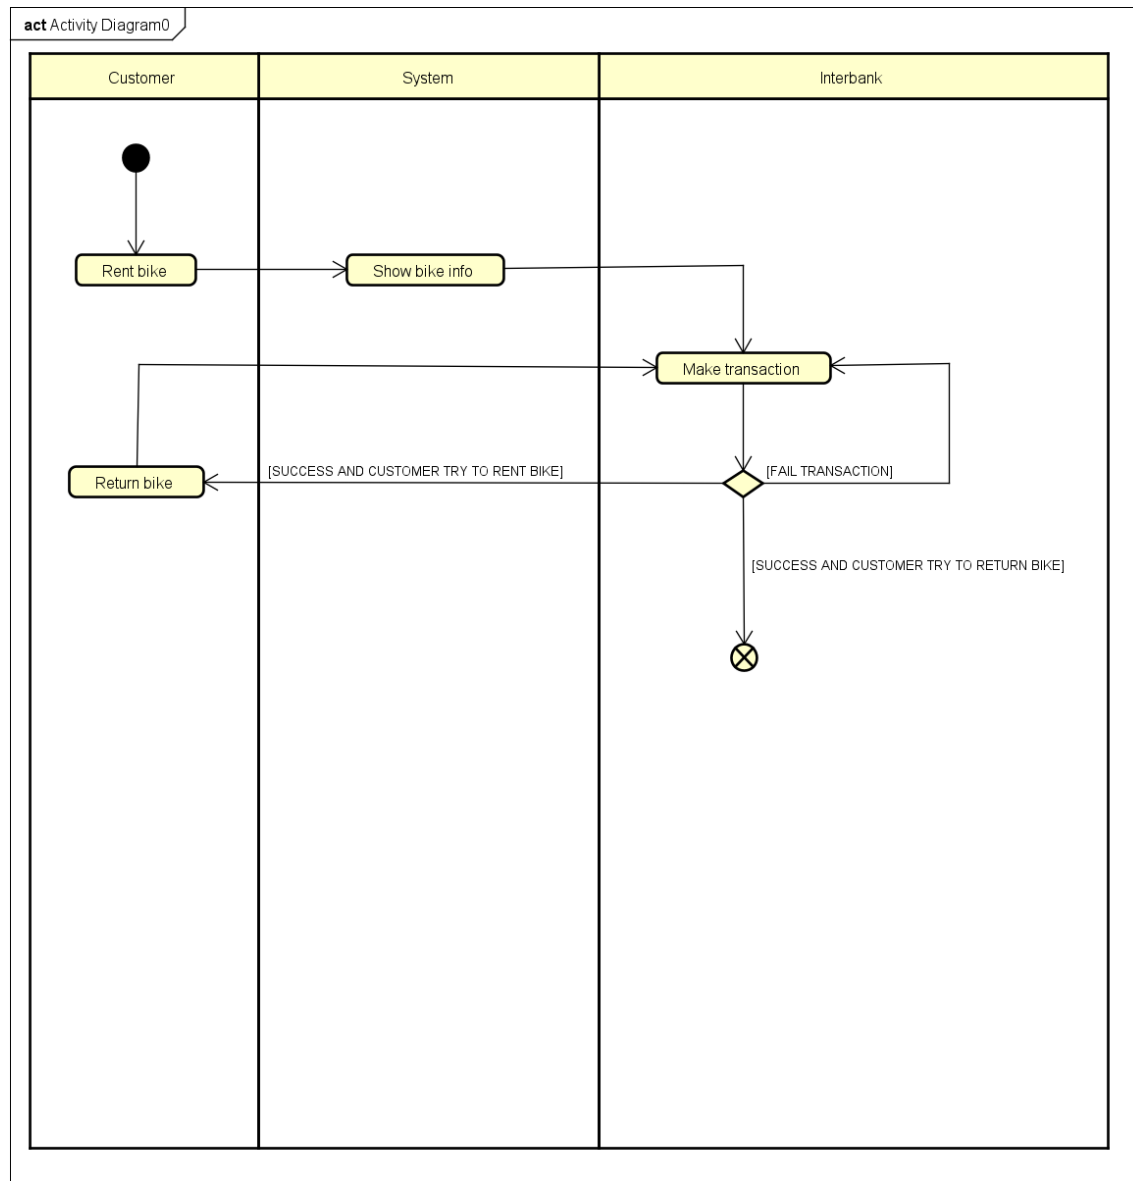 act Activity Diagram0
Customer
System
Interbank
Rent bike
Show bike info
Make transaction
Return bike
[SUCCESS AND CUSTOMER TRY TO RENT BIKE]
[FAIL TRANSACTION]
[SUCCESS AND CUSTOMER TRY TO RETURN BIKE]